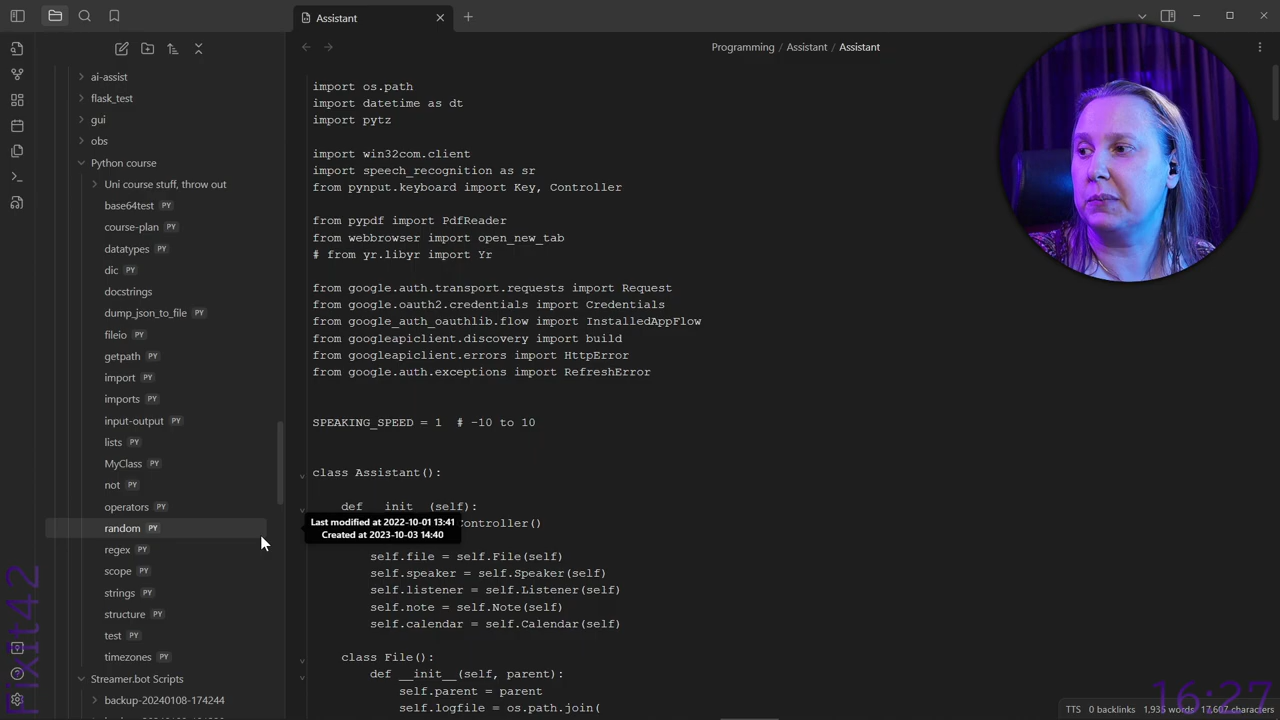 Assistant
Programming / Assistant / Assistant
ai-assist
flask_test
gui
obs
Python course
Uni course stuff, throw out
base64test PY
course-plan PY
datatypes PY
dic PY
docstrings
dump_json_to_file PY
fileio PY
getpath PY
import PY
imports PY
input-output PY
lists PY
MyClass PY
not PY
operators PY
random PY
regex PY
scope PY
strings PY
structure PY
test PY
timezones PY
Streamer.bot Scripts
backup-20240108-174244
import os.path
import datetime as dt
import pytz
import win32com.client
import speech_recognition as sr
from pynput.keyboard import Key, Controller
from pypdf import PdfReader
from webbrowser import open_new_tab
# from yr.libyr import Yr
from google.auth.transport.requests import Request
from google.oauth2.credentials import Credentials
from google_auth_oauthlib.flow import InstalledAppFlow
from googleapiclient.discovery import build
from googleapiclient.errors import HttpError
from google.auth.exceptions import RefreshError
SPEAKING_SPEED = 1  # -10 to 10
class Assistant():
def __init__(self):
Last modified at 2022-10-01 13:41
Created at 2023-10-03 14:40
ontroller()
self.file = self.File(self)
self.speaker = self.Speaker(self)
self.listener = self.Listener(self)
self.note = self.Note(self)
self.calendar = self.Calendar(self)
class File():
def __init__(self, parent):
self.parent = parent
self.logfile = os.path.join(
Fixit42
16:27
TTS 0 backlinks 1,935 words 17,607 characters